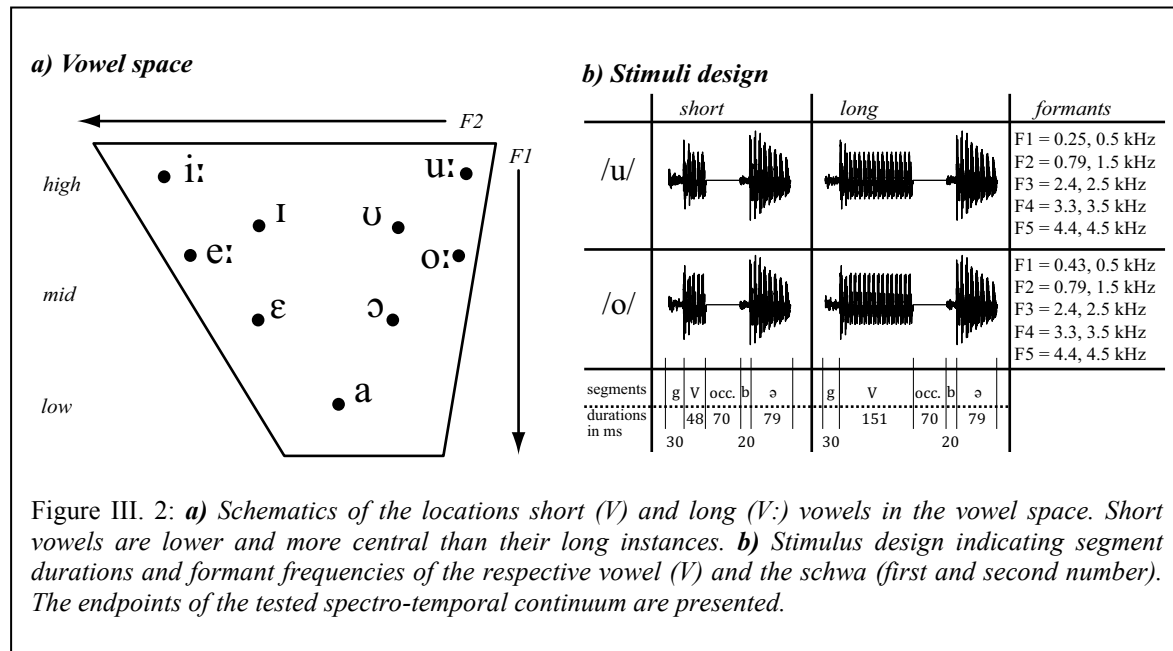 a) Vowel space
F2
F1
high
mid
low
iː
uː
ɪ
ʊ
eː
oː
ɛ
ɔ
a
b) Stimuli design
short long formants
/u/
F1 = 0.25, 0.5 kHz
F2 = 0.79, 1.5 kHz
F3 = 2.4, 2.5 kHz
F4 = 3.3, 3.5 kHz
F5 = 4.4, 4.5 kHz
/o/
F1 = 0.43, 0.5 kHz
F2 = 0.79, 1.5 kHz
F3 = 2.4, 2.5 kHz
F4 = 3.3, 3.5 kHz
F5 = 4.4, 4.5 kHz
segments g V occ. b ə g V occ. b ə
durations 48 70 79 151 70 79
in ms 30 20 30 20
Figure III. 2: a) Schematics of the locations short (V) and long (V:) vowels in the vowel space. Short
vowels are lower and more central than their long instances. b) Stimulus design indicating segment
durations and formant frequencies of the respective vowel (V) and the schwa (first and second number).
The endpoints of the tested spectro-temporal continuum are presented.